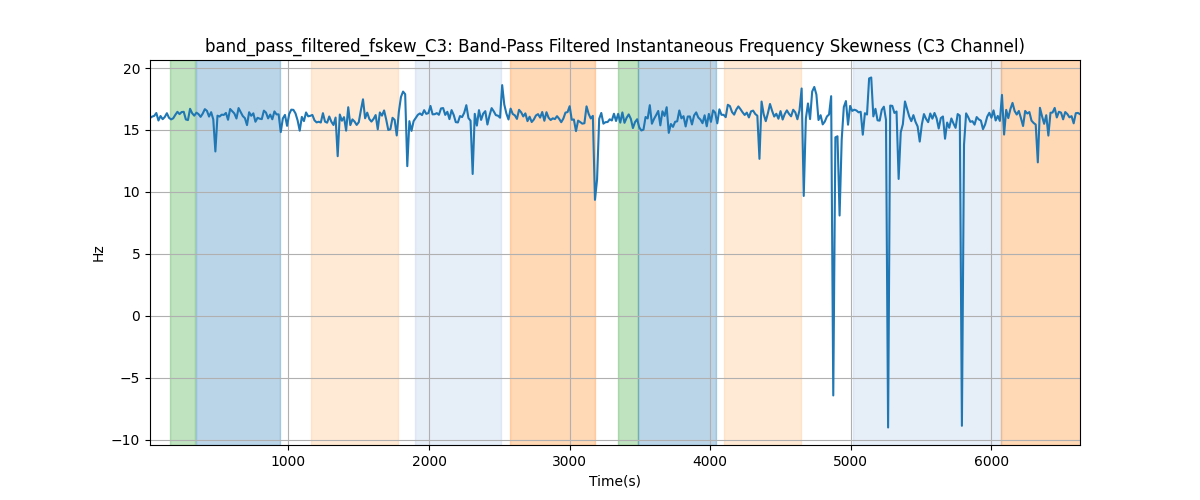 band_pass_filtered_fskew_C3: Band-Pass Filtered Instantaneous Frequency Skewness (C3 Channel)
20
15
10
5
0
−5
−10
Hz
1000 2000 3000 4000 5000 6000
Time(s)